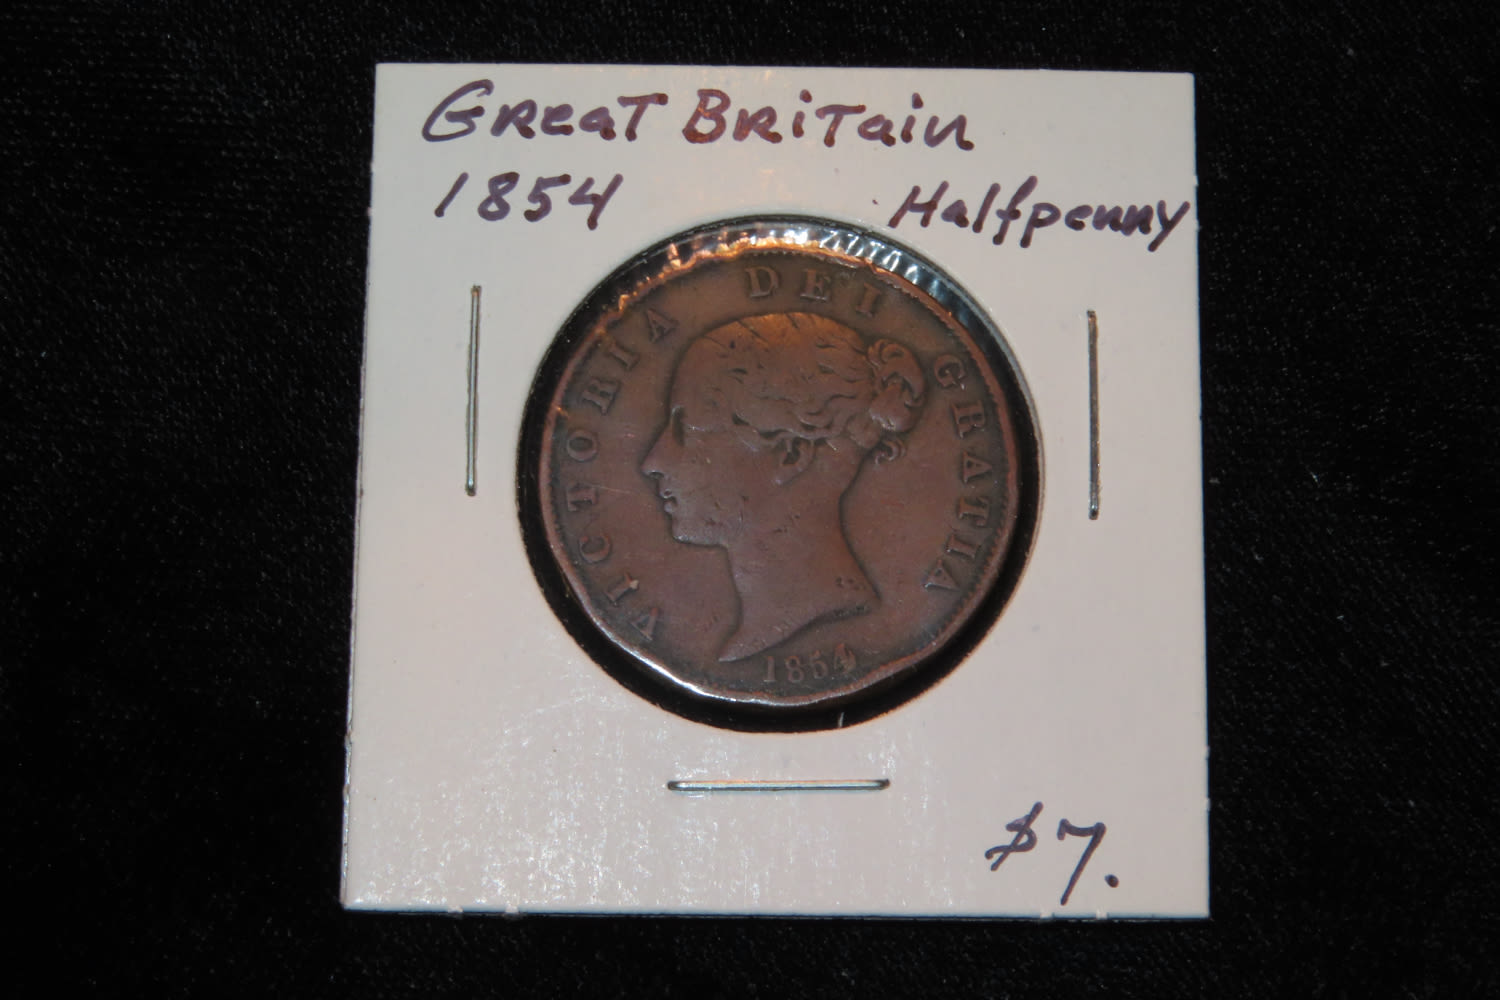 Great Britain
1854 Halfpenny
VICTORIA DEI GRATIA
1854
$7.